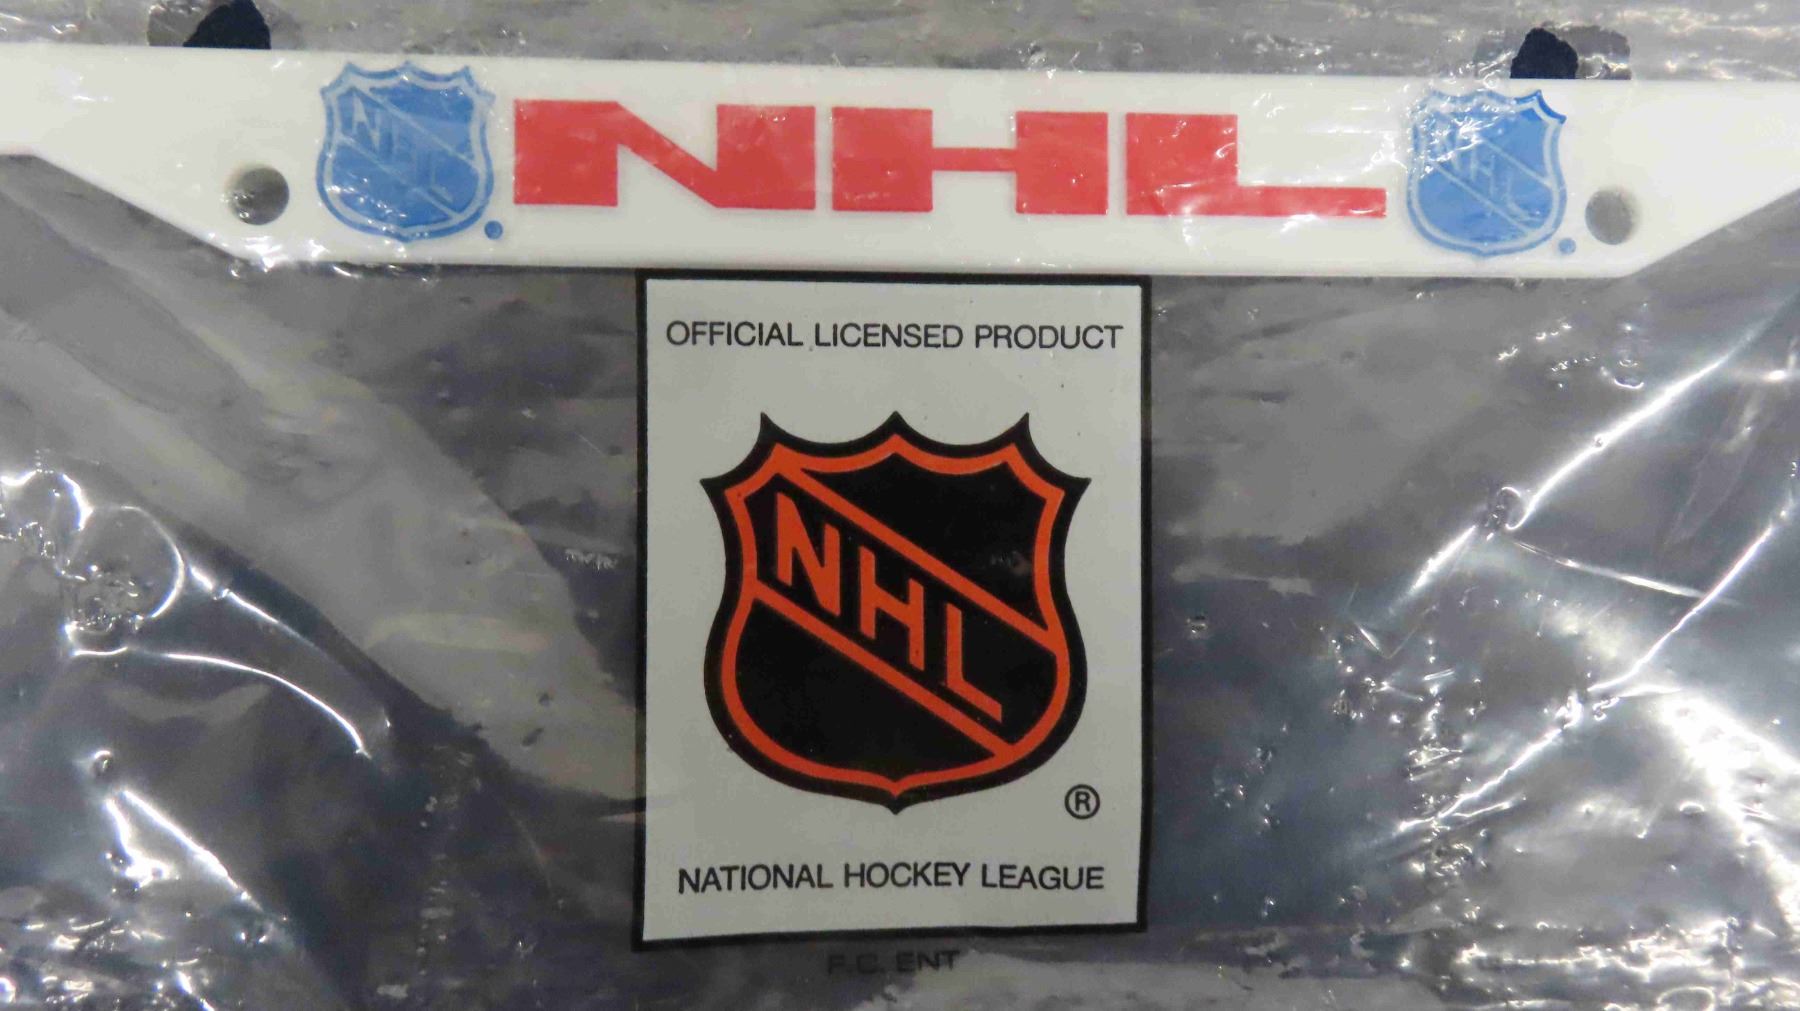 NHL NHL NHL
OFFICIAL LICENSED PRODUCT
NHL
®
NATIONAL HOCKEY LEAGUE
F.C. ENT